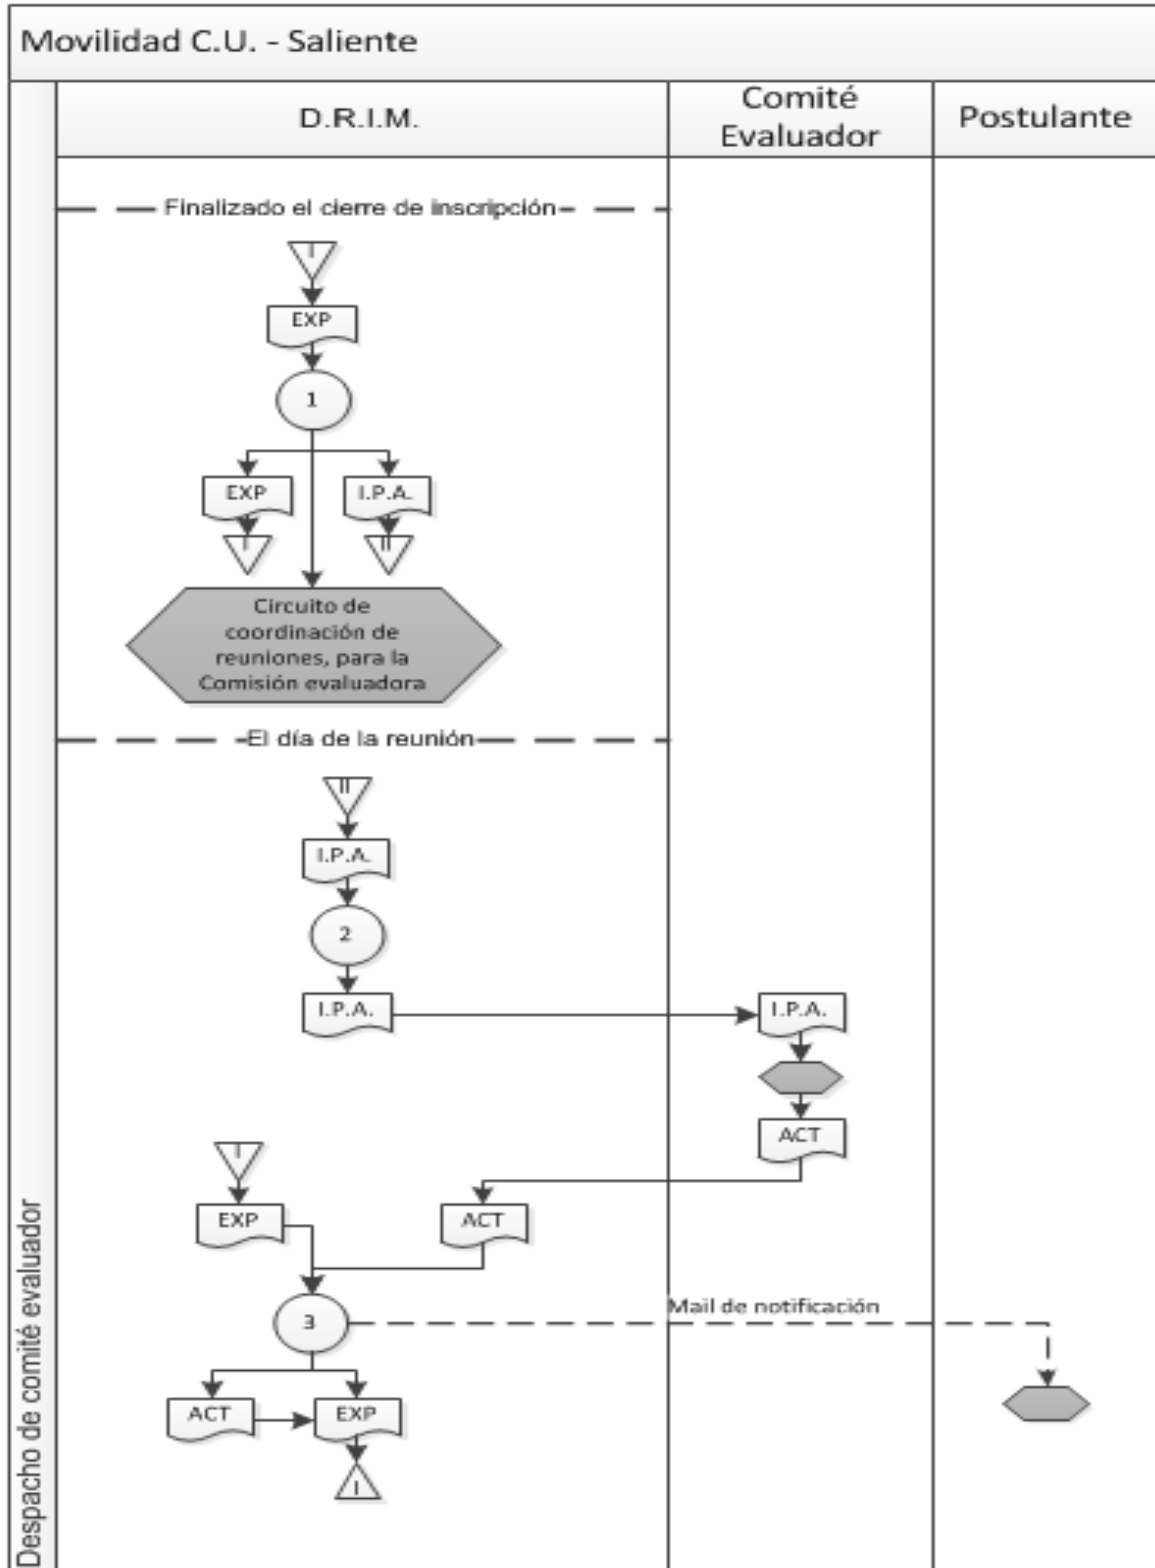 Movilidad C.U. - Saliente
D.R.I.M.
Comité
Evaluador
Postulante
Despacho de comité evaluador
Finalizado el cierre de inscripción
I
EXP
1
EXP
I.P.A.
I
II
Circuito de
coordinación de
reuniones, para la
Comisión evaluadora
El día de la reunión
II
I.P.A.
2
I.P.A.
I.P.A.
ACT
I
EXP
ACT
Mail de notificación
3
ACT
EXP
I